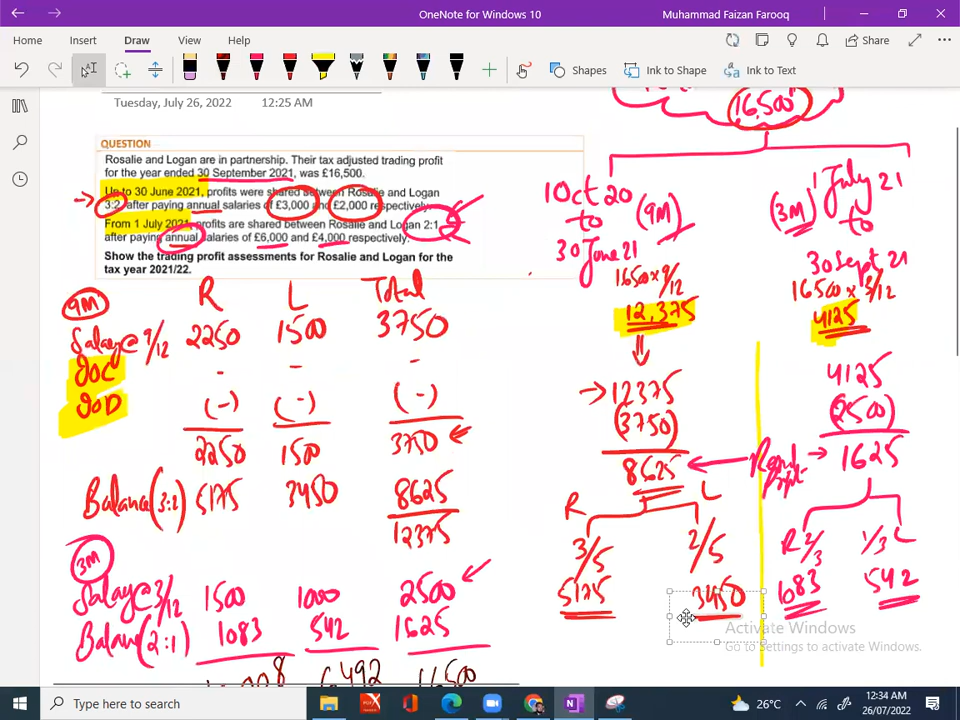 OneNote for Windows 10
Muhammad Faizan Farooq
Home Insert Draw View Help
Share
Shapes Ink to Shape Ink to Text
Tuesday, July 26, 2022 12:25 AM
QUESTION
Rosalie and Logan are in partnership. Their tax adjusted trading profit
for the year ended 30 September 2021, was £16,500.
Up to 30 June 2021, profits were shared between Rosalie and Logan
3:2 after paying annual salaries of £3,000 and £2,000 respectively.
From 1 July 2021, profits are shared between Rosalie and Logan 2:1
after paying annual salaries of £6,000 and £4,000 respectively.
Show the trading profit assessments for Rosalie and Logan for the
tax year 2021/22.
16,500
1 Oct 20
to
30 June 21
(9M)
16500 x 9/12
12,375
(3M)
1 July 21
to
30 Sept 21
16500 x 3/12
4125
9M
R L Total
Salary @ 9/12 2250 1500 3750
IOC - - -
IOD (-) (-) (-)
2250 1500 3750
Balance (3:2) 5175 3450 8625
12375
3M
Salary @ 3/12 1500 1000 2500
Balance (2:1) 1083 542 1625
6492 16500
12375
(3750)
8625
R L
3/5 2/5
5175 3450
4125
(2500)
1625
R 2/3 1/3 L
1083 542
Activate Windows
Go to Settings to activate Windows.
Type here to search
26°C
12:34 AM
26/07/2022